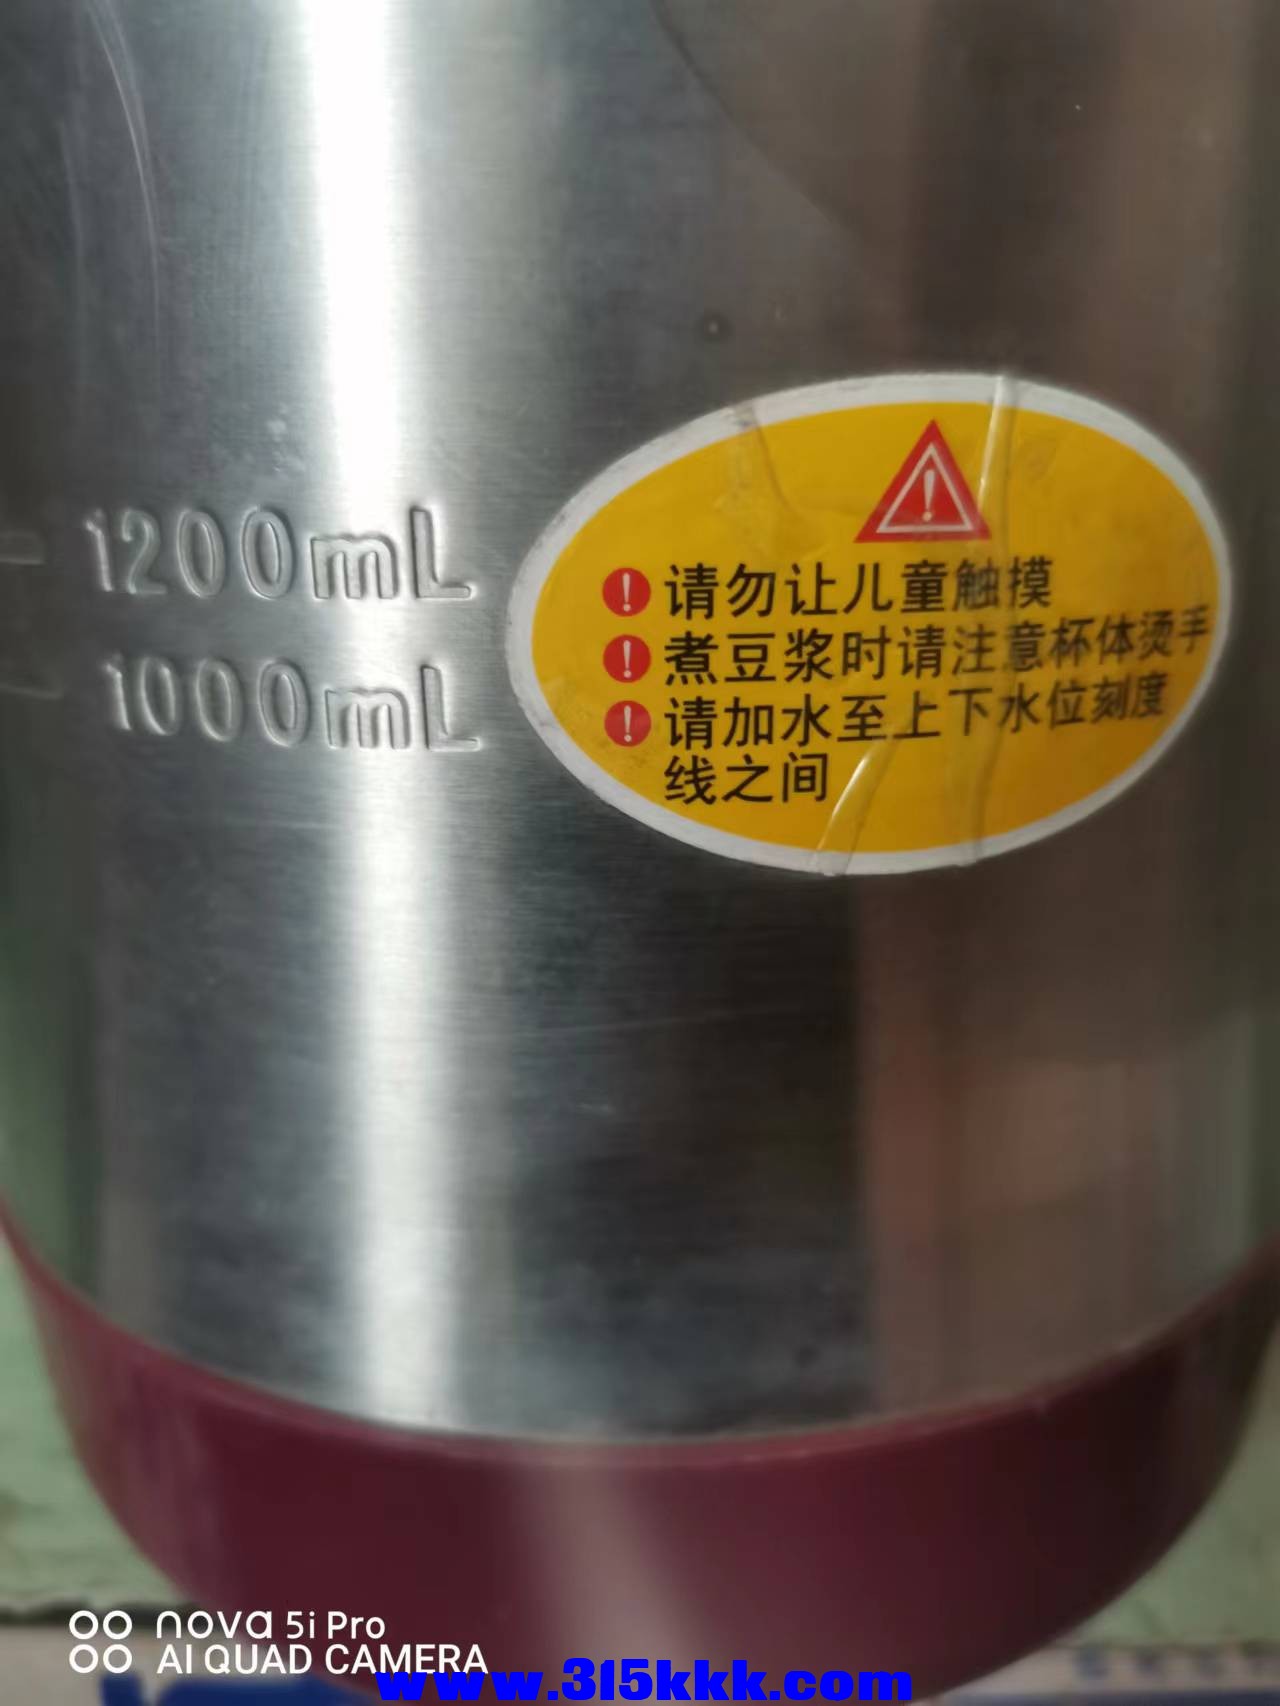 1200mL
1000mL
请勿让儿童触摸
煮豆浆时请注意杯体烫手
请加水至上下水位刻度
线之间
nova 5i Pro
AI QUAD CAMERA
www.315kkk.com